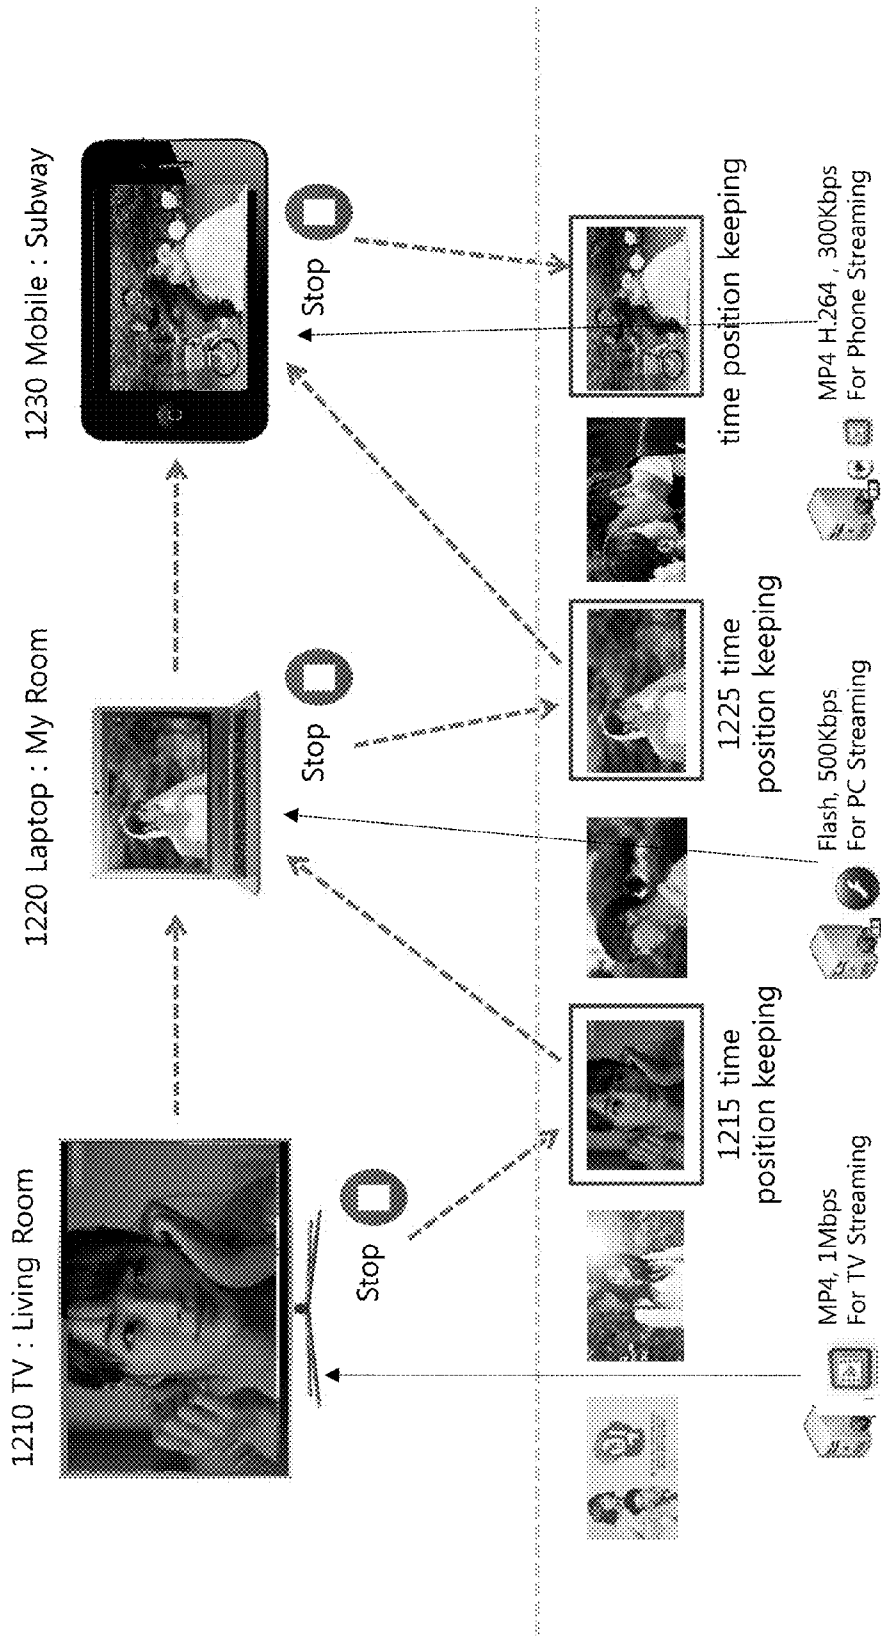 1210 TV : Living Room
1220 Laptop : My Room
1230 Mobile : Subway
Stop
Stop
Stop
1215 time
position keeping
1225 time
position keeping
time position keeping
MP4, 1Mbps
For TV Streaming
Flash, 500Kbps
For PC Streaming
MP4 H.264 , 300Kbps
For Phone Streaming